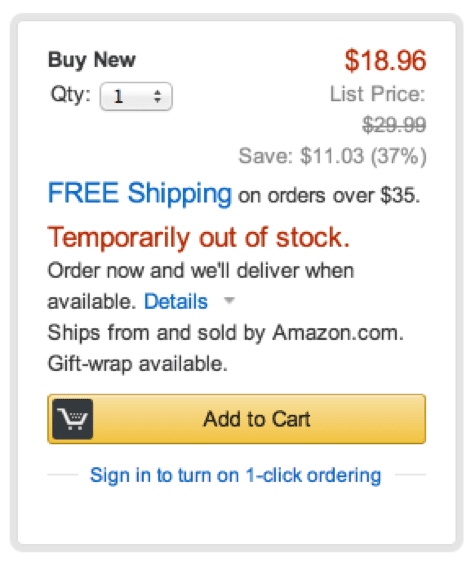 Buy New $18.96
Qty: 1 List Price:
$29.99
Save: $11.03 (37%)
FREE Shipping on orders over $35.
Temporarily out of stock.
Order now and we'll deliver when
available. Details
Ships from and sold by Amazon.com.
Gift-wrap available.
Add to Cart
Sign in to turn on 1-click ordering